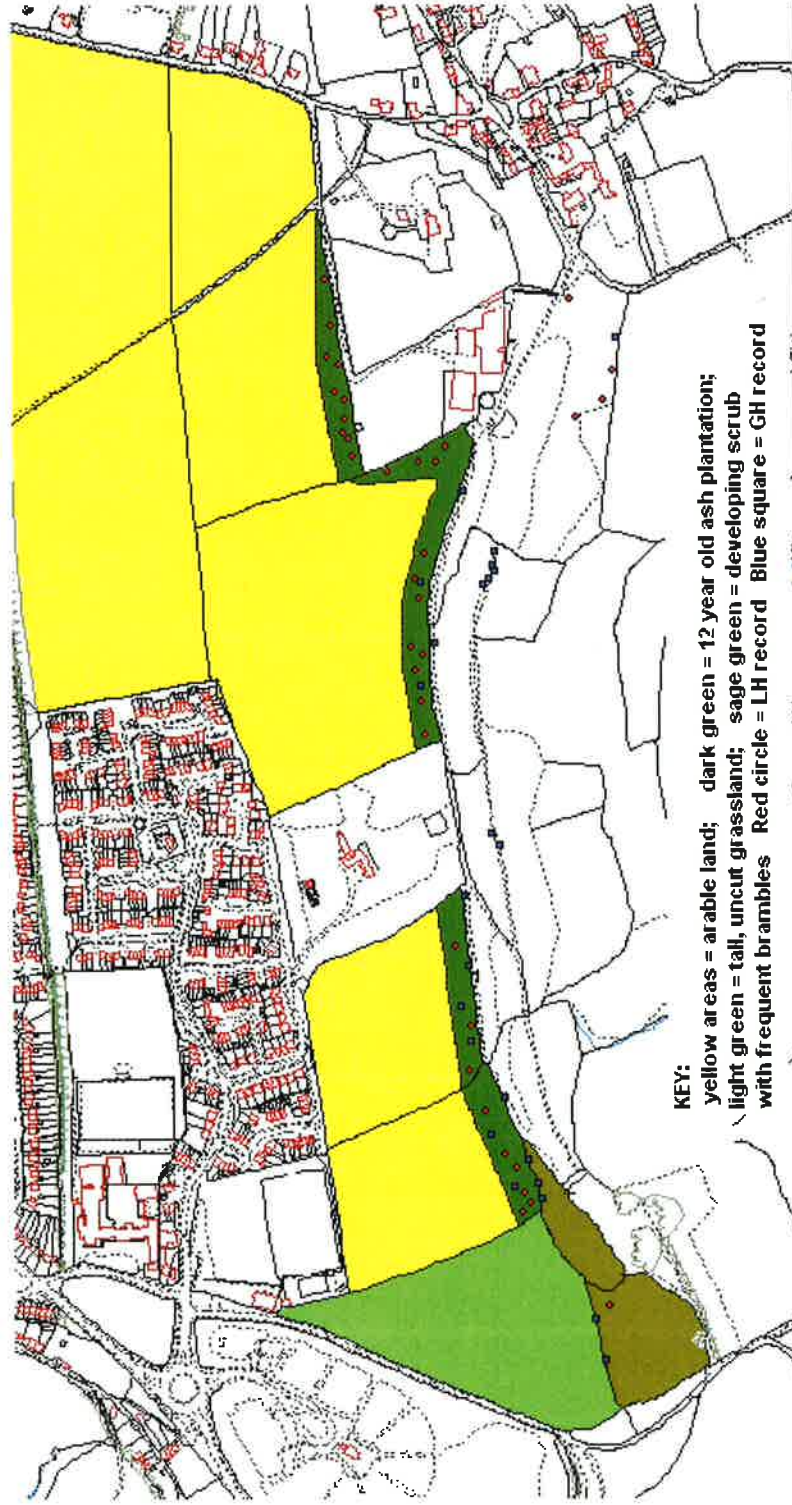 KEY:
yellow areas = arable land; dark green = 12 year old ash plantation;
light green = tall, uncut grassland; sage green = developing scrub
with frequent brambles Red circle = LH record Blue square = GH record